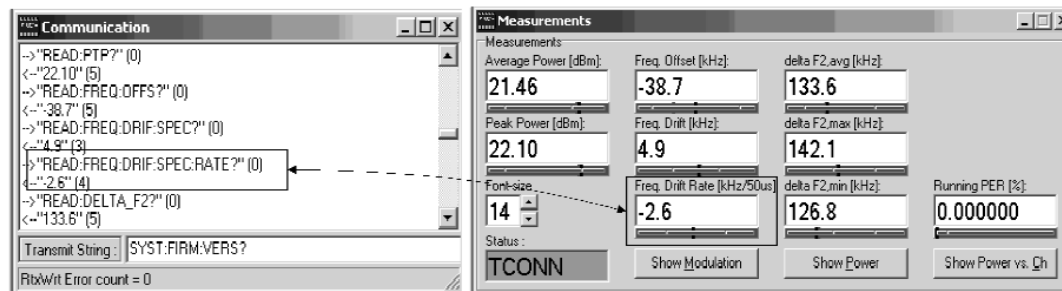 Communication
-->"READ:PTP?" (0)
<--"22.10" (5)
-->"READ:FREQ:OFFS?" (0)
<--"-38.7" (5)
-->"READ:FREQ:DRIF:SPEC?" (0)
<--"4.9" (3)
-->"READ:FREQ:DRIF:SPEC:RATE?" (0)
<--"-2.6" (4)
-->"READ:DELTA_F2?" (0)
<--"133.6" (5)
Transmit String : SYST:FIRM:VERS?
RtxWrt Error count = 0
Measurements
Measurements
Average Power [dBm]: Freq. Offset [kHz]: delta F2,avg [kHz]:
21.46 -38.7 133.6
Peak Power [dBm]: Freq. Drift [kHz]: delta F2,max [kHz]:
22.10 4.9 142.1
Font-size Freq. Drift Rate [kHz/50us] delta F2,min [kHz]: Running PER [%]:
14 -2.6 126.8 0.000000
Status :
TCONN Show Modulation Show Power Show Power vs. Ch